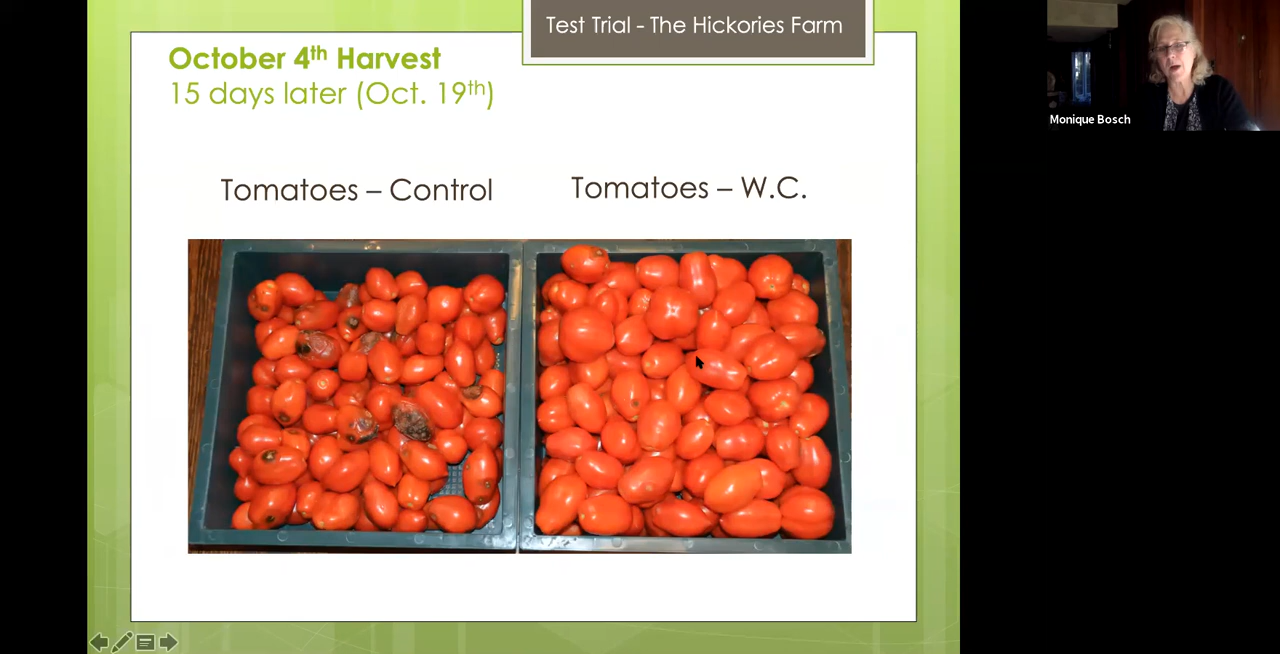 Test Trial - The Hickories Farm
October 4th Harvest
15 days later (Oct. 19th)
Tomatoes – Control
Tomatoes – W.C.
Monique Bosch